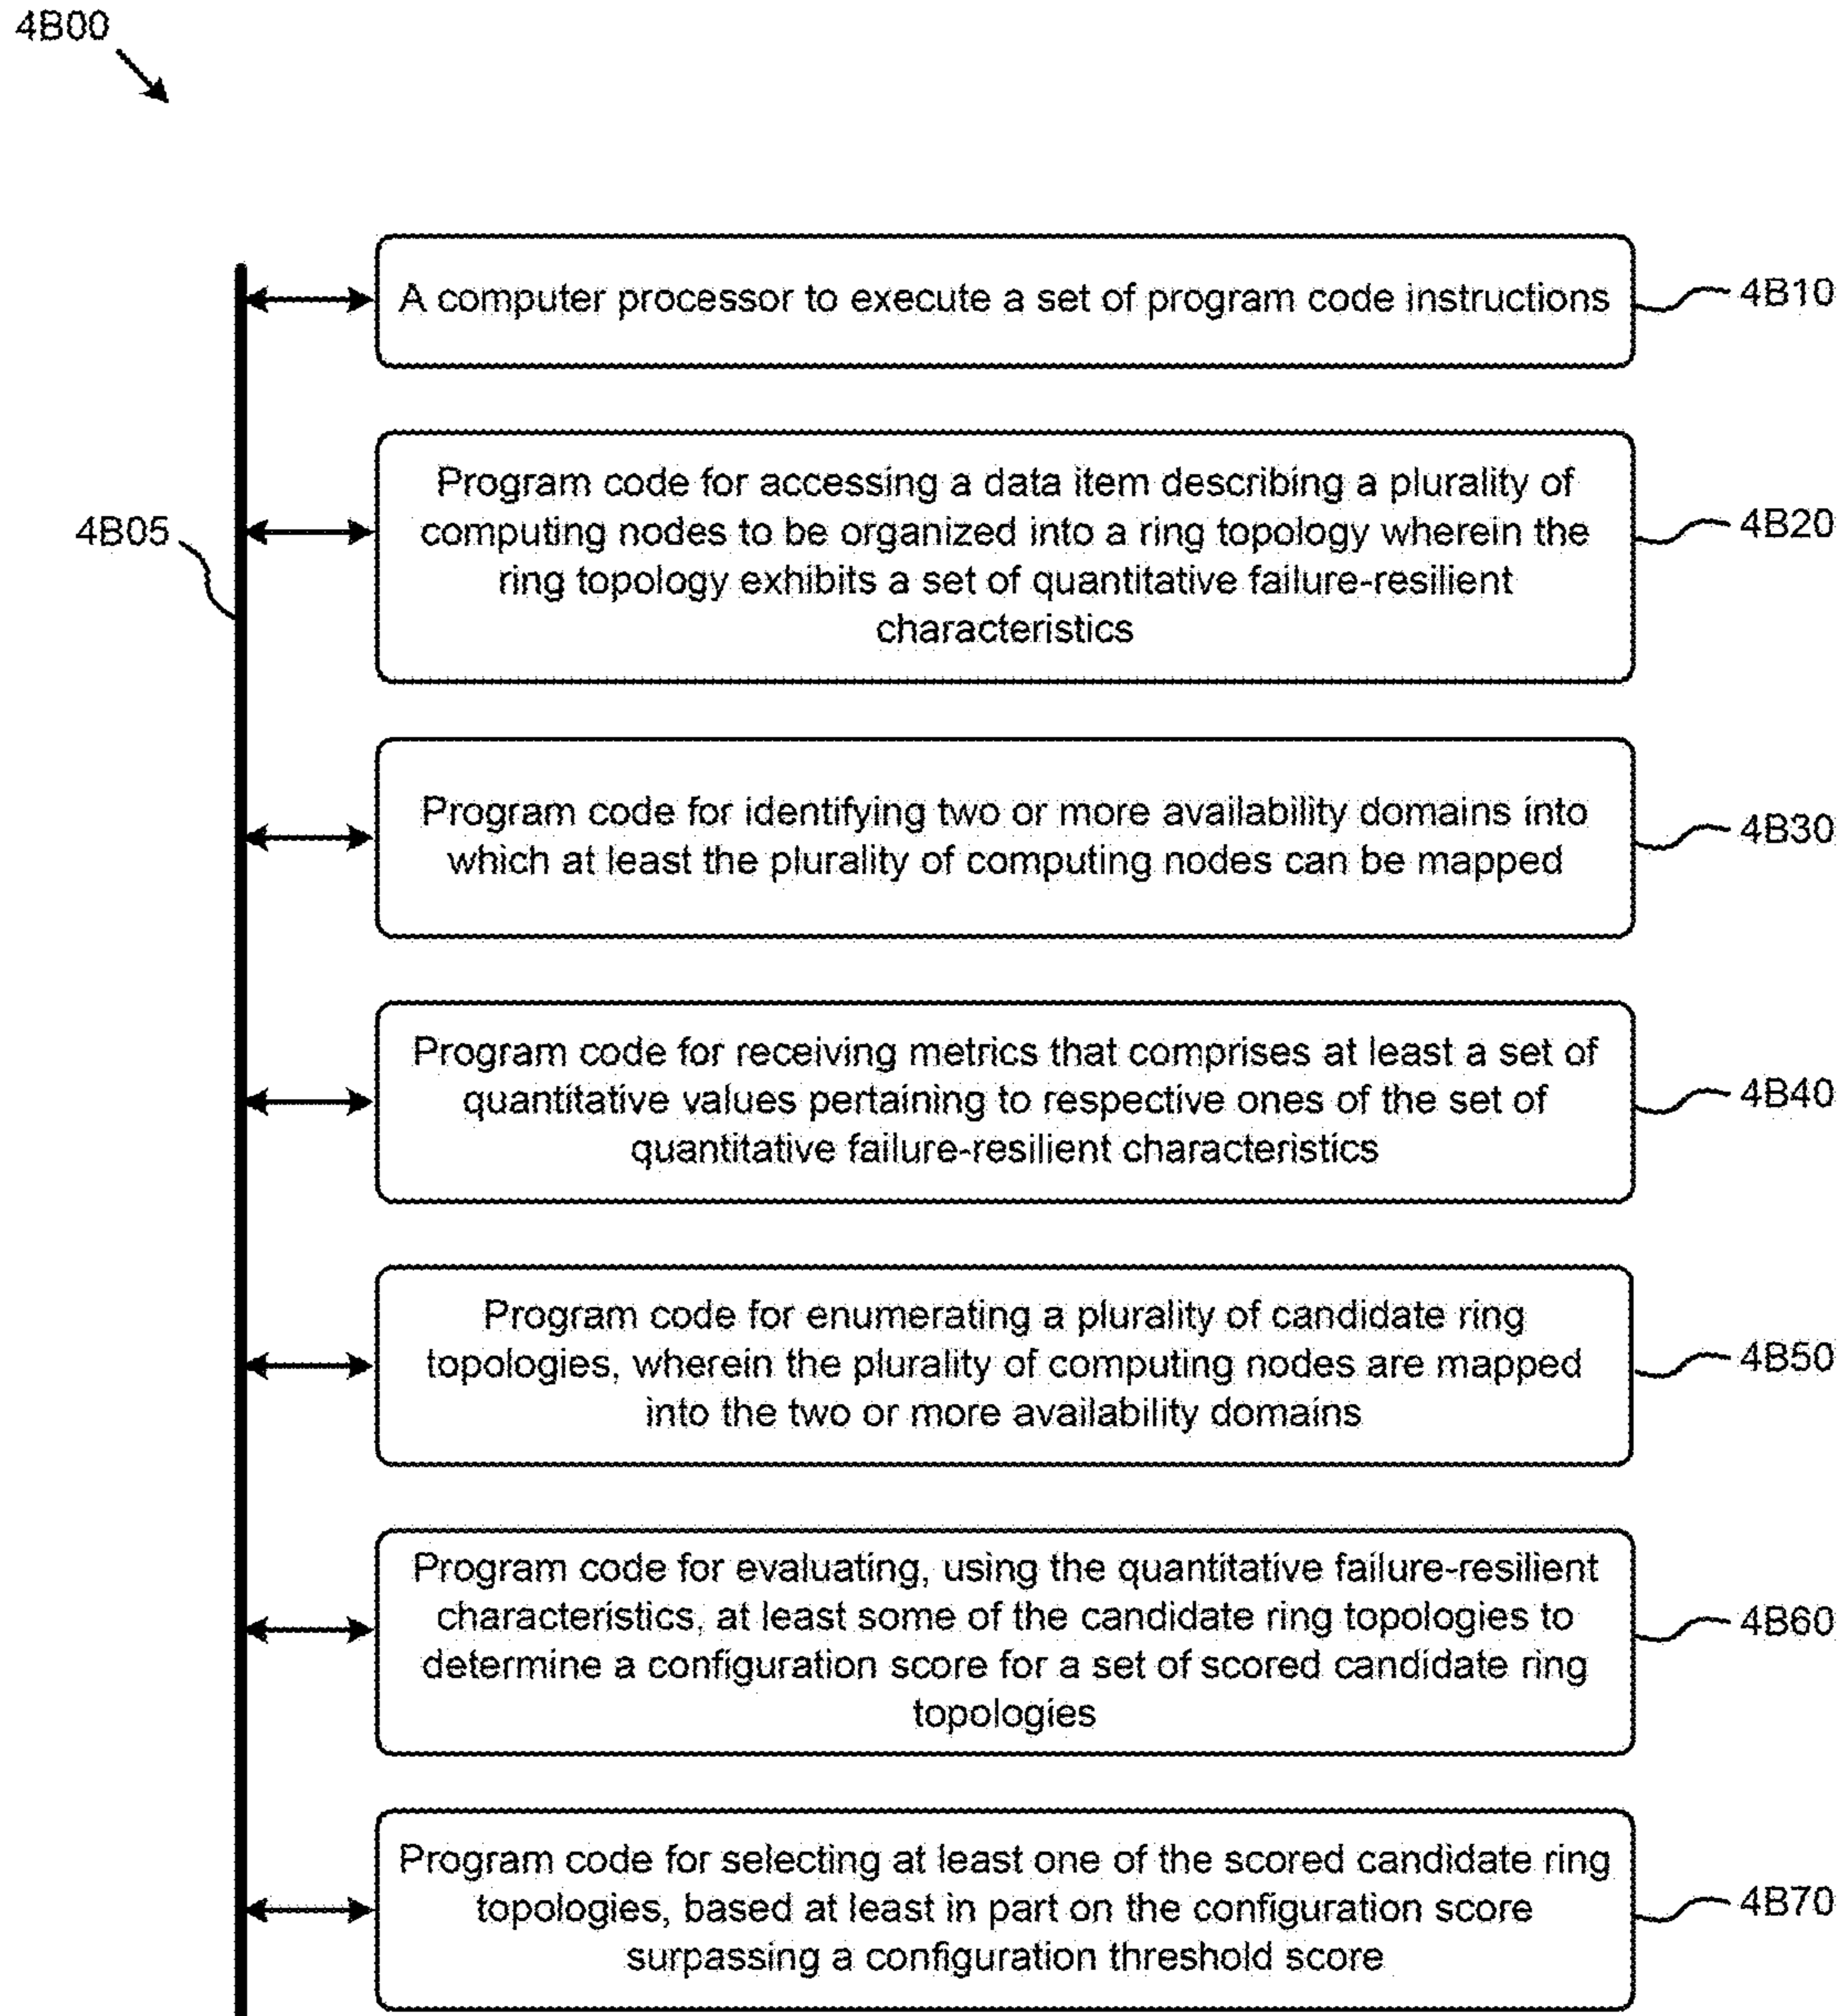 4B00
A computer processor to execute a set of program code instructions
4B10
Program code for accessing a data item describing a plurality of
computing nodes to be organized into a ring topology wherein the
ring topology exhibits a set of quantitative failure-resilient
characteristics
4B20
4B05
Program code for identifying two or more availability domains into
which at least the plurality of computing nodes can be mapped
4B30
Program code for receiving metrics that comprises at least a set of
quantitative values pertaining to respective ones of the set of
quantitative failure-resilient characteristics
4B40
Program code for enumerating a plurality of candidate ring
topologies, wherein the plurality of computing nodes are mapped
into the two or more availability domains
4B50
Program code for evaluating, using the quantitative failure-resilient
characteristics, at least some of the candidate ring topologies to
determine a configuration score for a set of scored candidate ring
topologies
4B60
Program code for selecting at least one of the scored candidate ring
topologies, based at least in part on the configuration score
surpassing a configuration threshold score
4B70